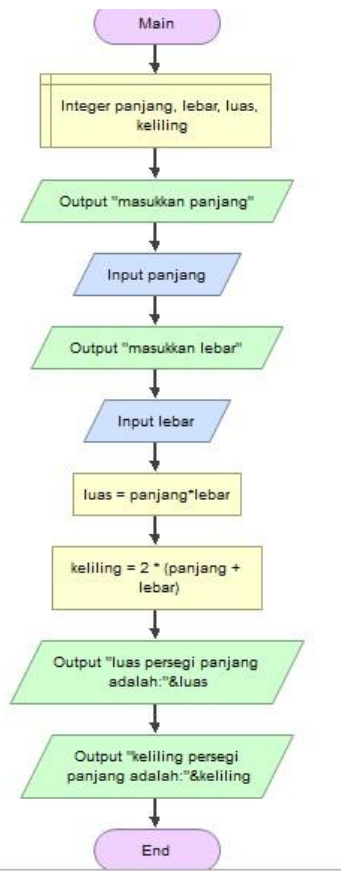 Main
Integer panjang, lebar, luas,
keliling
Output "masukkan panjang"
Input panjang
Output "masukkan lebar"
Input lebar
luas = panjang*lebar
keliling = 2 * (panjang +
lebar)
Output "luas persegi panjang
adalah:"&luas
Output "keliling persegi
panjang adalah:"&keliling
End